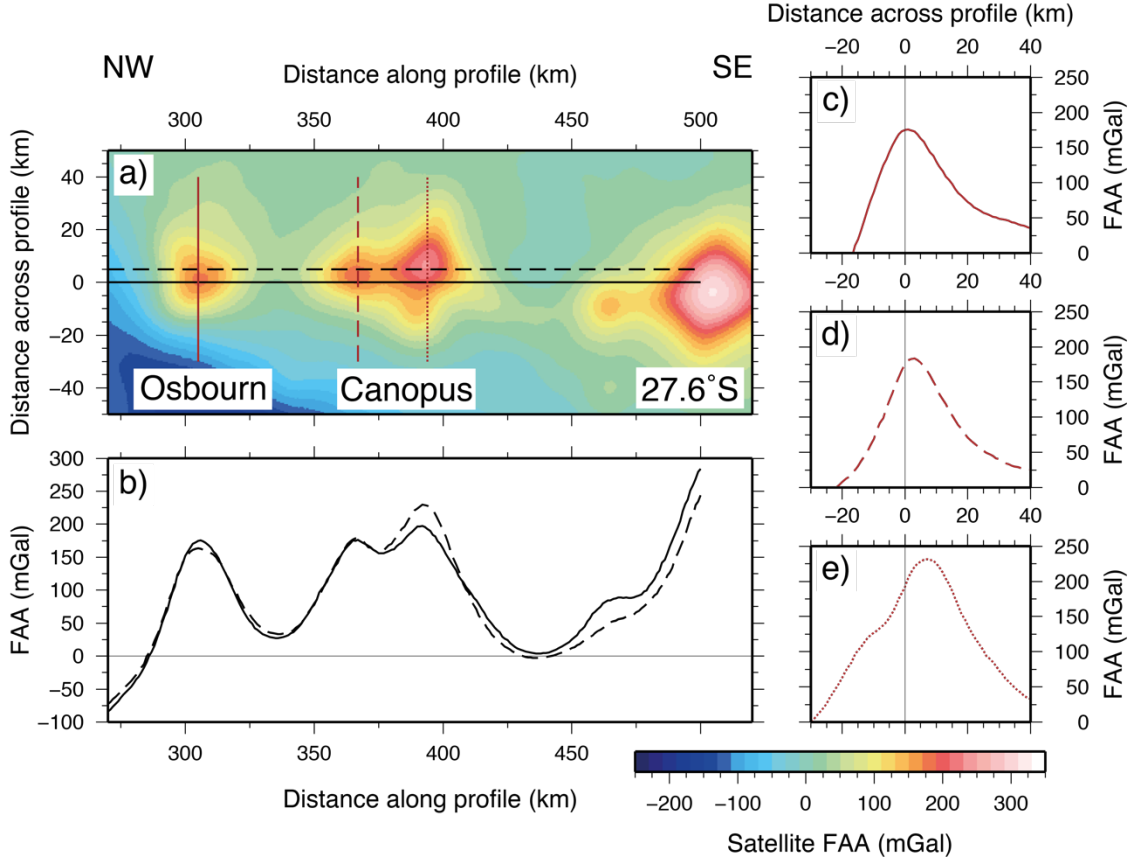 Distance across profile (km)
−20 0 20 40
NW
Distance along profile (km)
SE
300 350 400 450 500
a)
Distance across profile (km)
40
20
0
−20
−40
Osbourn
Canopus
27.6°S
c)
250
200
150
100
50
0
FAA (mGal)
d)
250
200
150
100
50
0
FAA (mGal)
−20 0 20 40
b)
FAA (mGal)
300
250
200
150
100
50
0
−50
−100
300 350 400 450
Distance along profile (km)
−20 0 20 40
e)
250
200
150
100
50
0
FAA (mGal)
−200 −100 0 100 200 300
Satellite FAA (mGal)